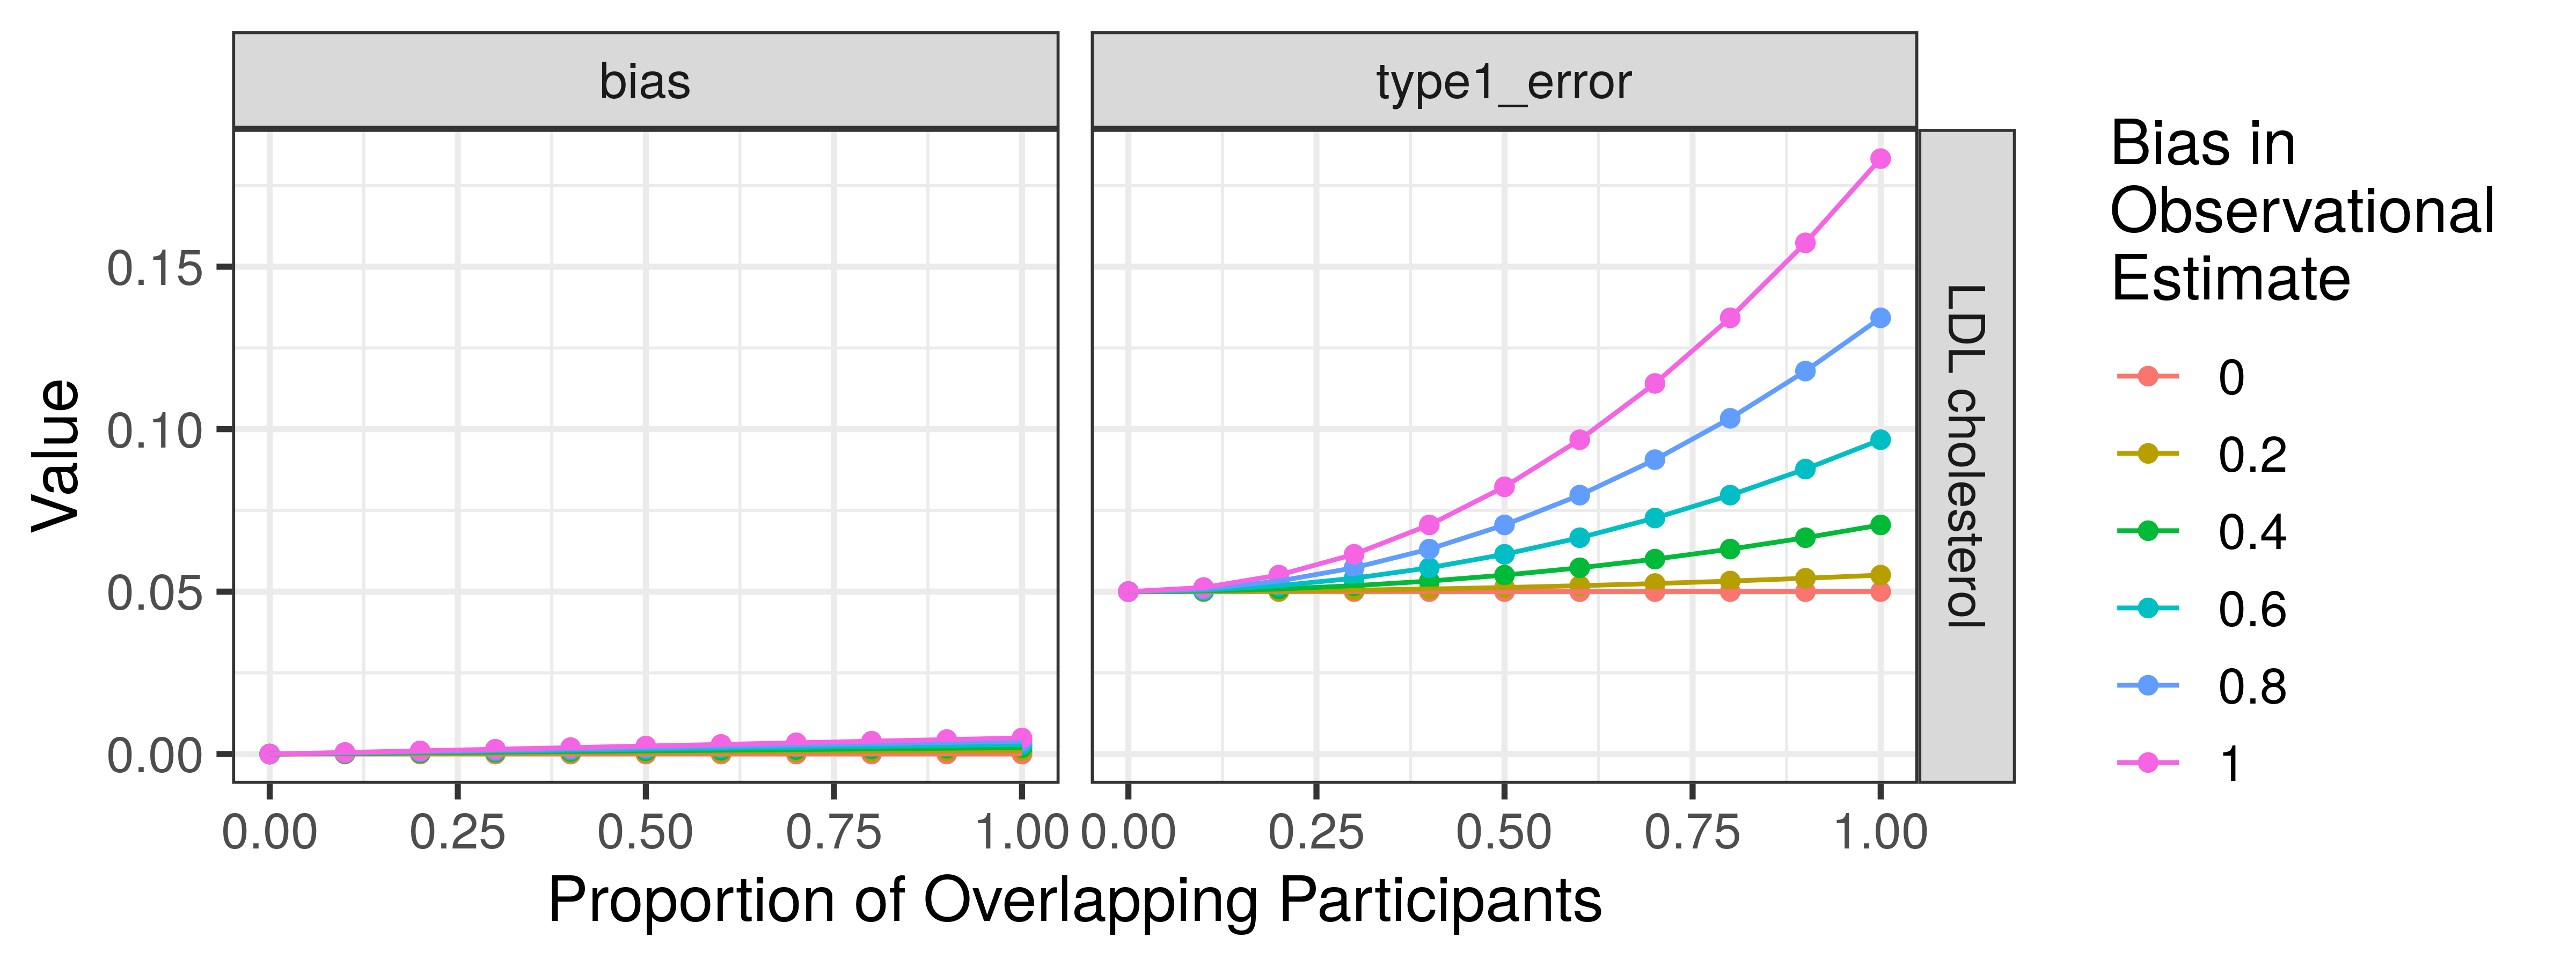 bias
type1_error
LDL cholesterol
Value
0.15
0.10
0.05
0.00
0.00 0.25 0.50 0.75 1.00
0.00 0.25 0.50 0.75 1.00
Proportion of Overlapping Participants
Bias in
Observational
Estimate
0
0.2
0.4
0.6
0.8
1